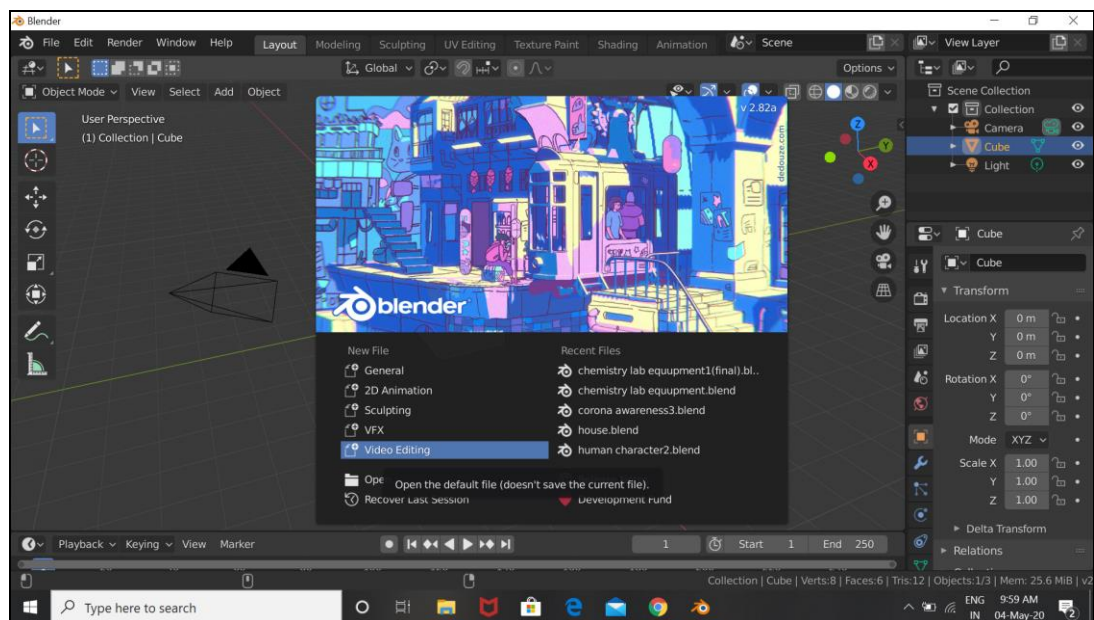 Blender
File Edit Render Window Help Layout Modeling Sculpting UV Editing Texture Paint Shading Animation Scene View Layer
Global Options
Object Mode View Select Add Object
User Perspective
(1) Collection | Cube
v 2.82a
dedouze.com
blender
New File
General
2D Animation
Sculpting
VFX
Video Editing
Recent Files
chemistry lab equupment1(final).bl..
chemistry lab equupment.blend
corona awareness3.blend
house.blend
human character2.blend
Ope
Open the default file (doesn't save the current file).
Recover Last Session
Development Fund
Z
Y
X
Scene Collection
Collection
Camera
Cube
Light
Cube
Cube
Transform
Location X 0 m
Y 0 m
Z 0 m
Rotation X 0°
Y 0°
Z 0°
Mode XYZ
Scale X 1.00
Y 1.00
Z 1.00
Delta Transform
Relations
Playback Keying View Marker 1 Start 1 End 250
Collection | Cube | Verts:8 | Faces:6 | Tris:12 | Objects:1/3 | Mem: 25.6 MiB | v2
Type here to search
ENG 9:59 AM
IN 04-May-20
2